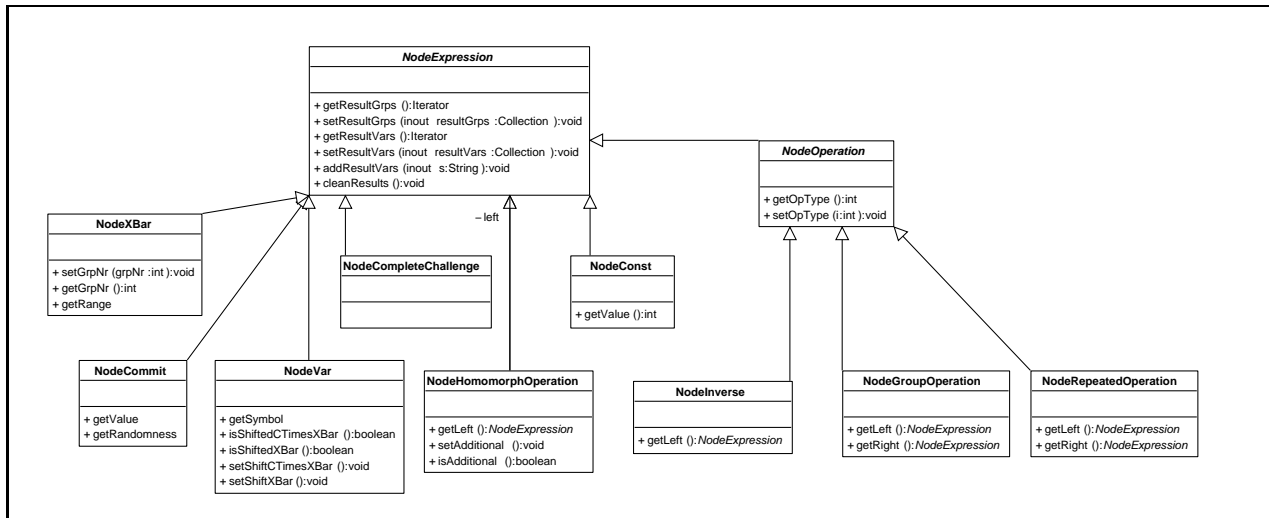 NodeExpression
+ getResultGrps ():Iterator
+ setResultGrps (inout resultGrps :Collection ):void
+ getResultVars ():Iterator
+ setResultVars (inout resultVars :Collection ):void
+ addResultVars (inout s:String ):void
+ cleanResults ():void
NodeOperation
+ getOpType ():int
+ setOpType (i:int ):void
– left
NodeXBar
+ setGrpNr (grpNr :int ):void
+ getGrpNr ():int
+ getRange
NodeCompleteChallenge
NodeConst
+ getValue ():int
NodeCommit
+ getValue
+ getRandomness
NodeVar
+ getSymbol
+ isShiftedCTimesXBar ():boolean
+ isShiftedXBar ():boolean
+ setShiftCTimesXBar ():void
+ setShiftXBar ():void
NodeHomomorphOperation
+ getLeft ():NodeExpression
+ setAdditional ():void
+ isAdditional ():boolean
NodeInverse
+ getLeft ():NodeExpression
NodeGroupOperation
+ getLeft ():NodeExpression
+ getRight ():NodeExpression
NodeRepeatedOperation
+ getLeft ():NodeExpression
+ getRight ():NodeExpression